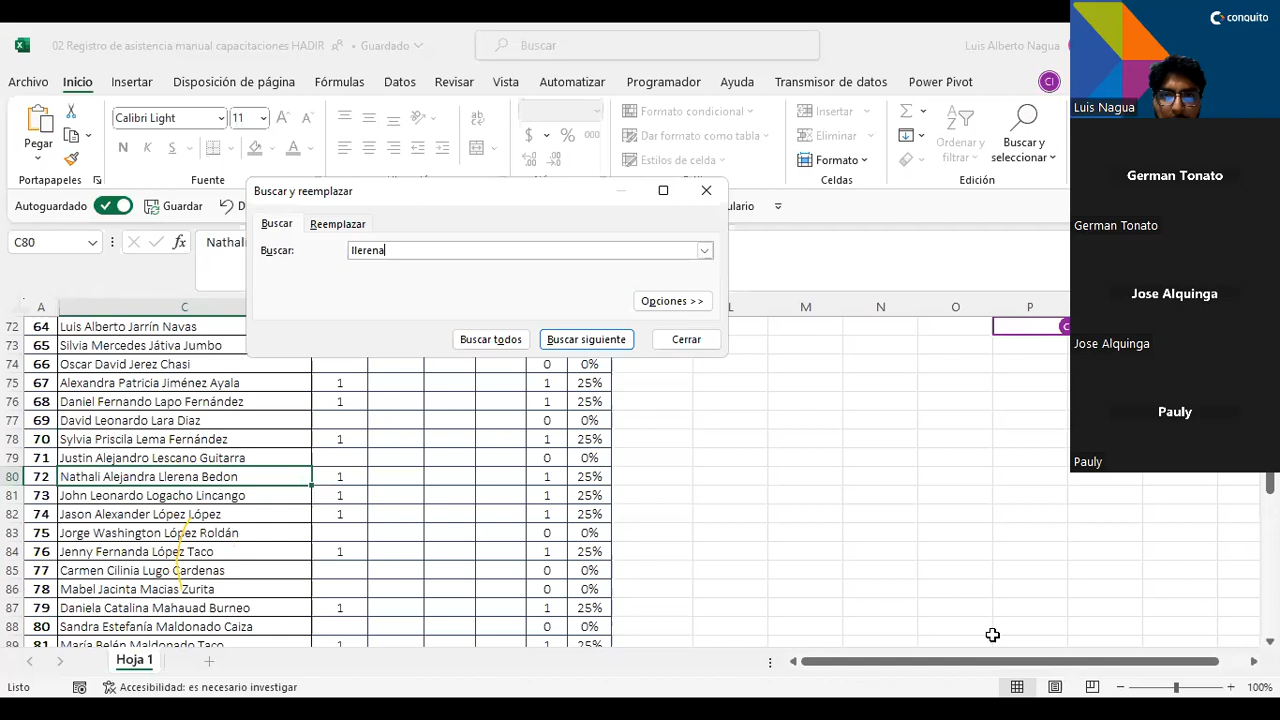 02 Registro de asistencia manual capacitaciones HADIR
Guardado
Buscar
Luis Alberto Nagua
conquito
Archivo Inicio Insertar Disposición de página Fórmulas Datos Revisar Vista Automatizar Programador Ayuda Transmisor de datos Power Pivot
CI
Luis Nagua
Pegar
Portapapeles
Calibri Light 11
N K S
Fuente
$ % 000
Formato condicional
Dar formato como tabla
Estilos de celda
Insertar
Eliminar
Formato
Celdas
Ordenar y filtrar
Buscar y seleccionar
Edición
German Tonato
German Tonato
Jose Alquinga
Jose Alquinga
Pauly
Pauly
Autoguardado Guardar D
Buscar y reemplazar
Buscar Reemplazar
Buscar: llerena
Opciones >>
Buscar todos Buscar siguiente Cerrar
C80
Nathali
A C L M N O P
72 64 Luis Alberto Jarrín Navas
73 65 Silvia Mercedes Játiva Jumbo
74 66 Oscar David Jerez Chasi 0 0%
75 67 Alexandra Patricia Jiménez Ayala 1 1 25%
76 68 Daniel Fernando Lapo Fernández 1 1 25%
77 69 David Leonardo Lara Diaz 0 0%
78 70 Sylvia Priscila Lema Fernández 1 1 25%
79 71 Justin Alejandro Lescano Guitarra 0 0%
80 72 Nathali Alejandra Llerena Bedon 1 1 25%
81 73 John Leonardo Logacho Lincango 1 1 25%
82 74 Jason Alexander López López 1 1 25%
83 75 Jorge Washington López Roldán 0 0%
84 76 Jenny Fernanda López Taco 1 1 25%
85 77 Carmen Cilinia Lugo Cardenas 0 0%
86 78 Mabel Jacinta Macias Zurita 0 0%
87 79 Daniela Catalina Mahauad Burneo 1 1 25%
88 80 Sandra Estefanía Maldonado Caiza 0 0%
89 81 María Belén Maldonado Taco 1 1 25%
Hoja 1
Listo Accesibilidad: es necesario investigar 100%